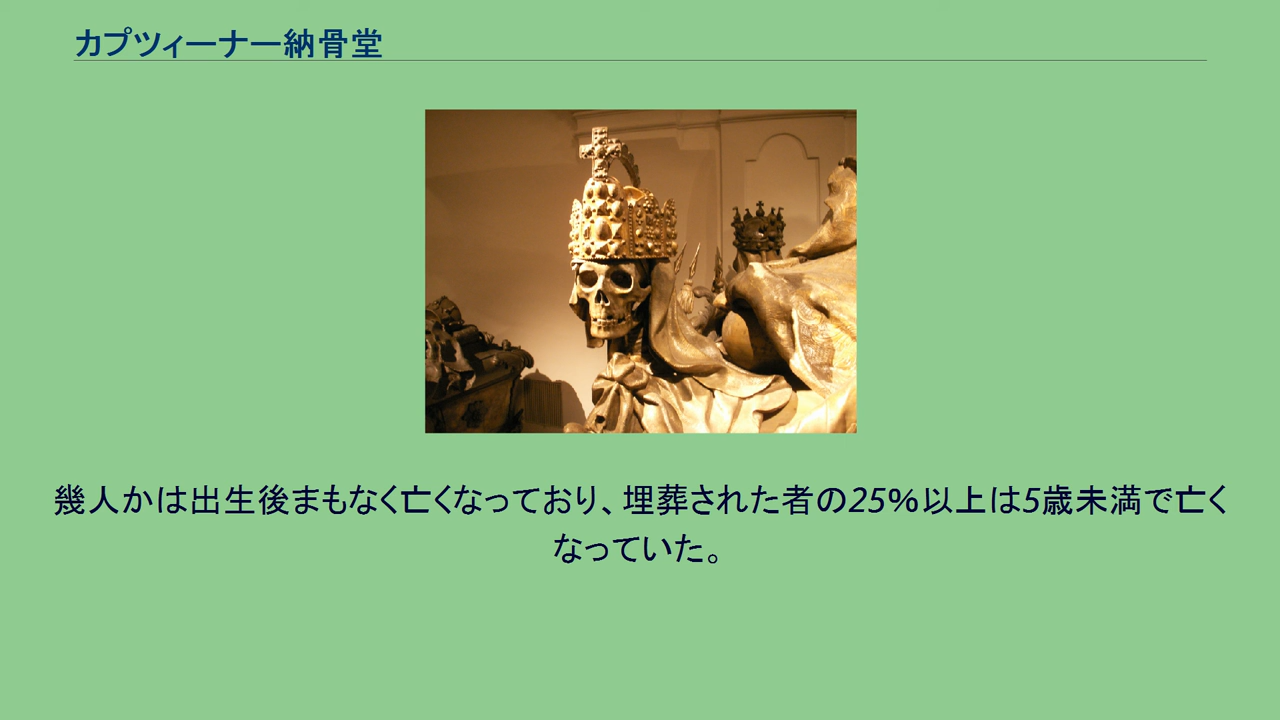 カプツィーナー納骨堂
幾人かは出生後まもなく亡くなっており、埋葬された者の25%以上は5歳未満で亡く
なっていた。